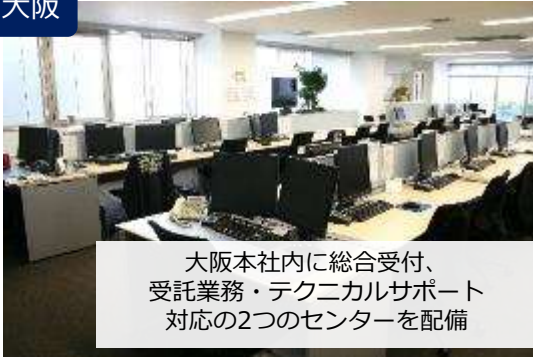 大阪
大阪本社内に総合受付、
受託業務・テクニカルサポート
対応の2つのセンターを配備